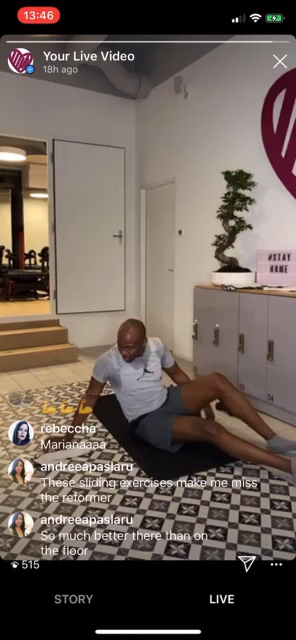 13:46
Your Live Video
18h ago
#STAY
HOME
rebeccha
Marianaaaa
andreeapaslaru
These sliding exercises make me miss
the reformer
andreeapaslaru
So much better there than on
the floor
515
STORY
LIVE